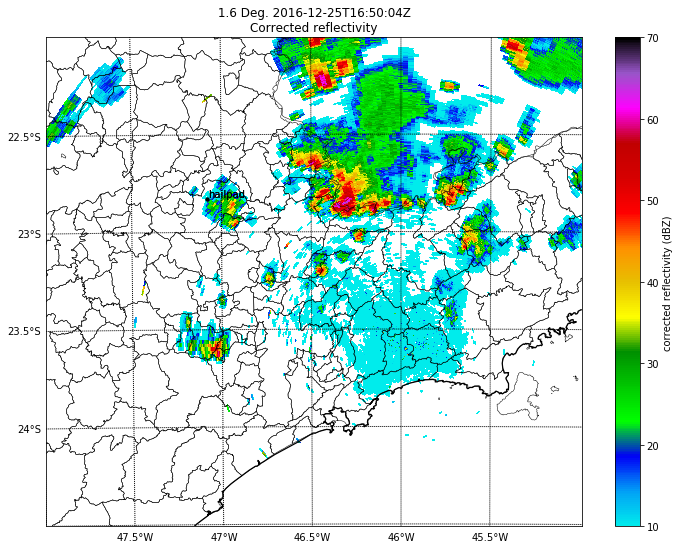 1.6 Deg. 2016-12-25T16:50:04Z
Corrected reflectivity
70
60
50
40
30
20
10
corrected reflectivity (dBZ)
22.5°S
23°S
23.5°S
24°S
hailpad
47.5°W 47°W 46.5°W 46°W 45.5°W